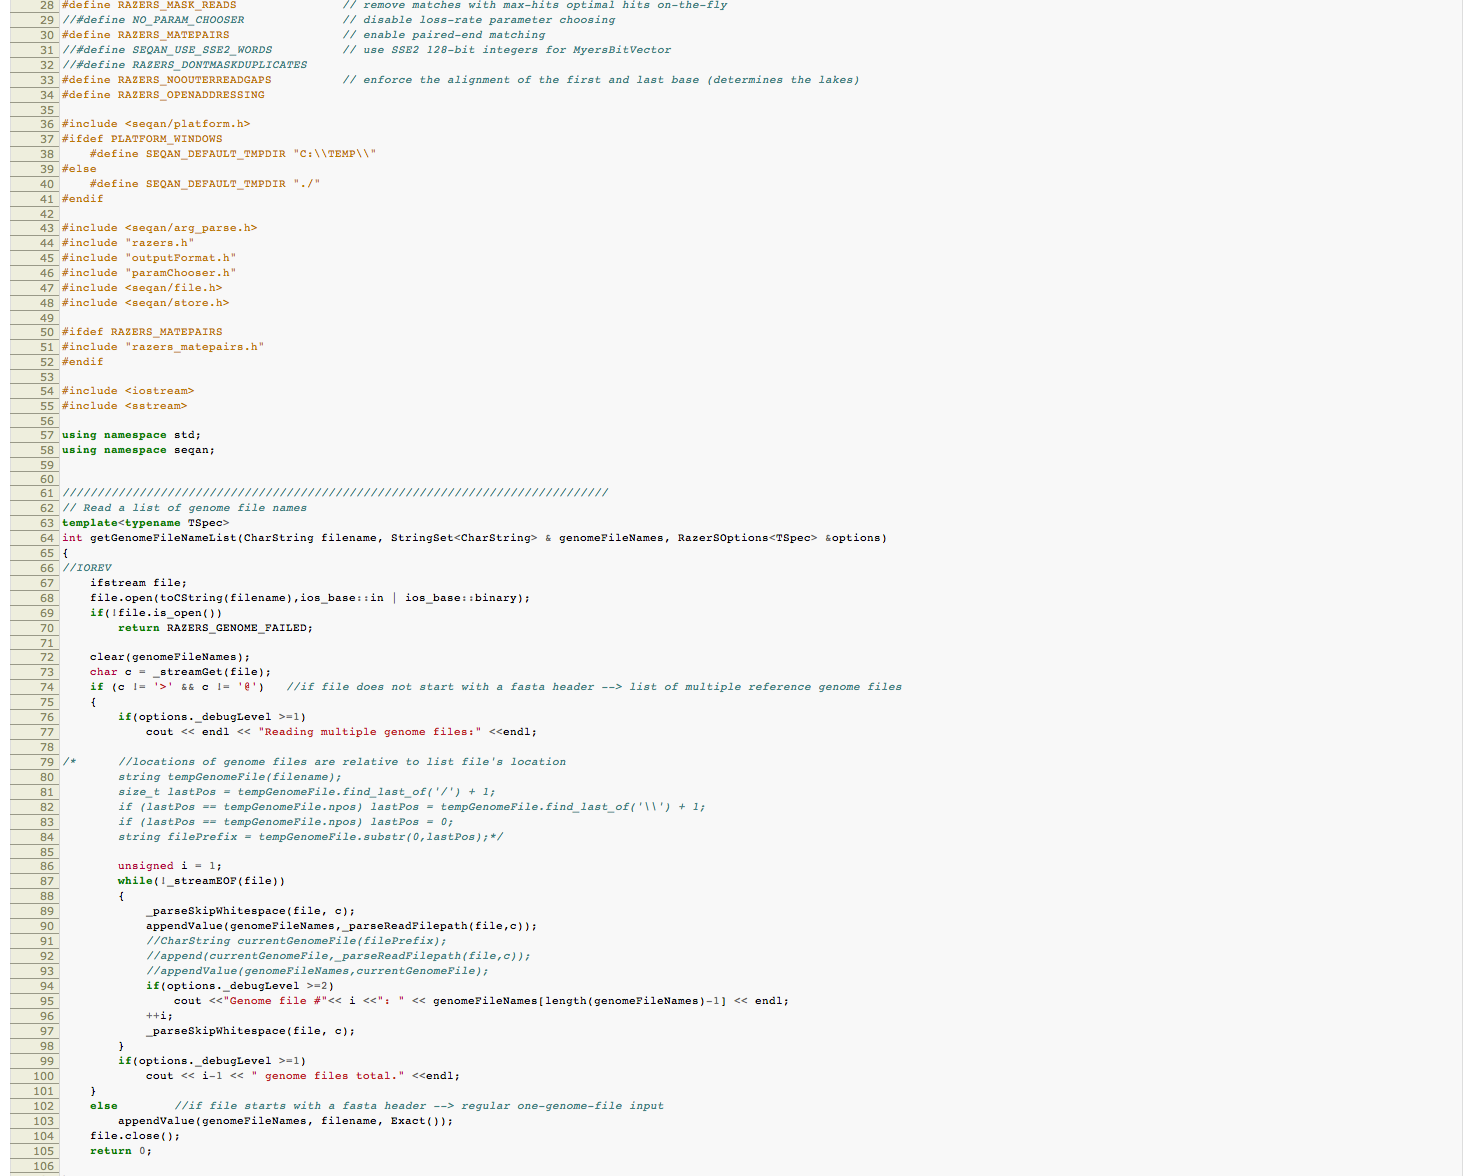 28 #define RAZERS_MASK_READS // remove matches with max-hits optimal hits on-the-fly
29 //#define NO_PARAM_CHOOSER // disable loss-rate parameter choosing
30 #define RAZERS_MATEPAIRS // enable paired-end matching
31 //#define SEQAN_USE_SSE2_WORDS // use SSE2 128-bit integers for MyersBitVector
32 //#define RAZERS_DONTMASKDUPLICATES
33 #define RAZERS_NOOUTERREADGAPS // enforce the alignment of the first and last base (determines the lakes)
34 #define RAZERS_OPENADDRESSING
35
36 #include <seqan/platform.h>
37 #ifdef PLATFORM_WINDOWS
38     #define SEQAN_DEFAULT_TMPDIR "C:\\TEMP\\"
39 #else
40     #define SEQAN_DEFAULT_TMPDIR "./"
41 #endif
42
43 #include <seqan/arg_parse.h>
44 #include "razers.h"
45 #include "outputFormat.h"
46 #include "paramChooser.h"
47 #include <seqan/file.h>
48 #include <seqan/store.h>
49
50 #ifdef RAZERS_MATEPAIRS
51 #include "razers_matepairs.h"
52 #endif
53
54 #include <iostream>
55 #include <sstream>
56
57 using namespace std;
58 using namespace seqan;
59
60
61 //////////////////////////////////////////////////////////////////////////////
62 // Read a list of genome file names
63 template<typename TSpec>
64 int getGenomeFileNameList(CharString filename, StringSet<CharString> & genomeFileNames, RazerSOptions<TSpec> &options)
65 {
66 //IOREV
67     ifstream file;
68     file.open(toCString(filename),ios_base::in | ios_base::binary);
69     if(!file.is_open())
70         return RAZERS_GENOME_FAILED;
71
72     clear(genomeFileNames);
73     char c = _streamGet(file);
74     if (c != '>' && c != '@')   //if file does not start with a fasta header --> list of multiple reference genome files
75     {
76         if(options._debugLevel >=1)
77             cout << endl << "Reading multiple genome files:" <<endl;
78
79 /*      //locations of genome files are relative to list file's location
80         string tempGenomeFile(filename);
81         size_t lastPos = tempGenomeFile.find_last_of('/') + 1;
82         if (lastPos == tempGenomeFile.npos) lastPos = tempGenomeFile.find_last_of('\\') + 1;
83         if (lastPos == tempGenomeFile.npos) lastPos = 0;
84         string filePrefix = tempGenomeFile.substr(0,lastPos);*/
85
86         unsigned i = 1;
87         while(!_streamEOF(file))
88         {
89             _parseSkipWhitespace(file, c);
90             appendValue(genomeFileNames,_parseReadFilepath(file,c));
91             //CharString currentGenomeFile(filePrefix);
92             //append(currentGenomeFile,_parseReadFilepath(file,c));
93             //appendValue(genomeFileNames,currentGenomeFile);
94             if(options._debugLevel >=2)
95                 cout <<"Genome file #"<< i <<": " << genomeFileNames[length(genomeFileNames)-1] << endl;
96             ++i;
97             _parseSkipWhitespace(file, c);
98         }
99         if(options._debugLevel >=1)
100             cout << i-1 << " genome files total." <<endl;
101     }
102     else        //if file starts with a fasta header --> regular one-genome-file input
103         appendValue(genomeFileNames, filename, Exact());
104     file.close();
105     return 0;
106